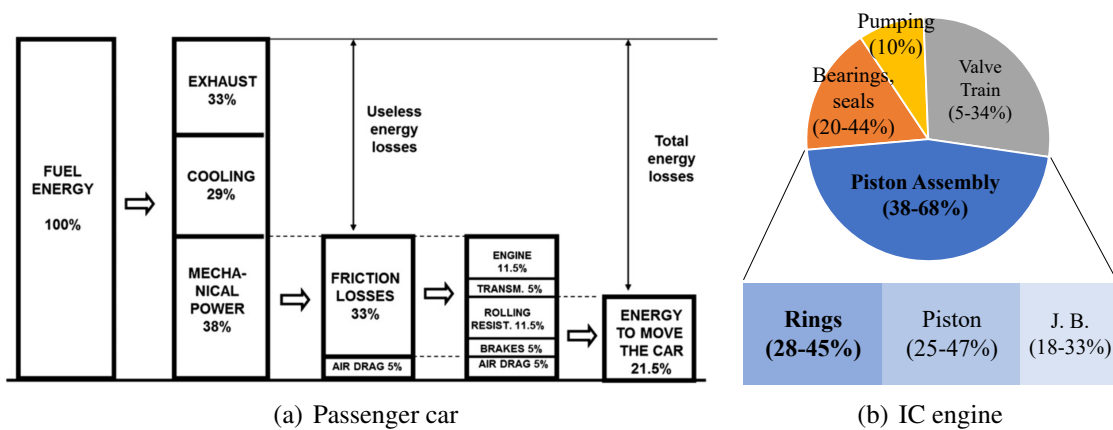 FUEL
ENERGY
100%
EXHAUST
33%
COOLING
29%
MECHA-
NICAL
POWER
38%
Useless
energy
losses
FRICTION
LOSSES
33%
AIR DRAG 5%
ENGINE
11.5%
TRANSM. 5%
ROLLING
RESIST. 11.5%
BRAKES 5%
AIR DRAG 5%
Total
energy
losses
ENERGY
TO MOVE
THE CAR
21.5%
(a) Passenger car
Pumping
(10%)
Bearings,
seals
(20-44%)
Valve
Train
(5-34%)
Piston Assembly
(38-68%)
Rings
(28-45%)
Piston
(25-47%)
J. B.
(18-33%)
(b) IC engine